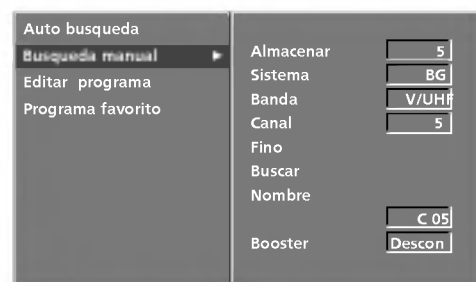 Auto busqueda
Busqueda manual
Editar programa
Programa favorito
Almacenar 5
Sistema BG
Banda V/UHF
Canal 5
Fino
Buscar
Nombre
C 05
Booster Descon